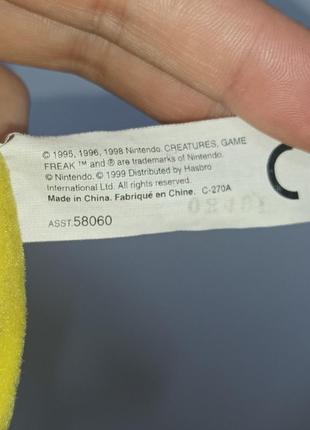 © 1995, 1996, 1998 Nintendo. CREATURES, GAME
FREAK ™ and ® are trademarks of Nintendo.
© Nintendo. © 1999 Distributed by Hasbro
International Ltd. All rights reserved.
Made in China. Fabriqué en Chine. C-270A
ASST.58060